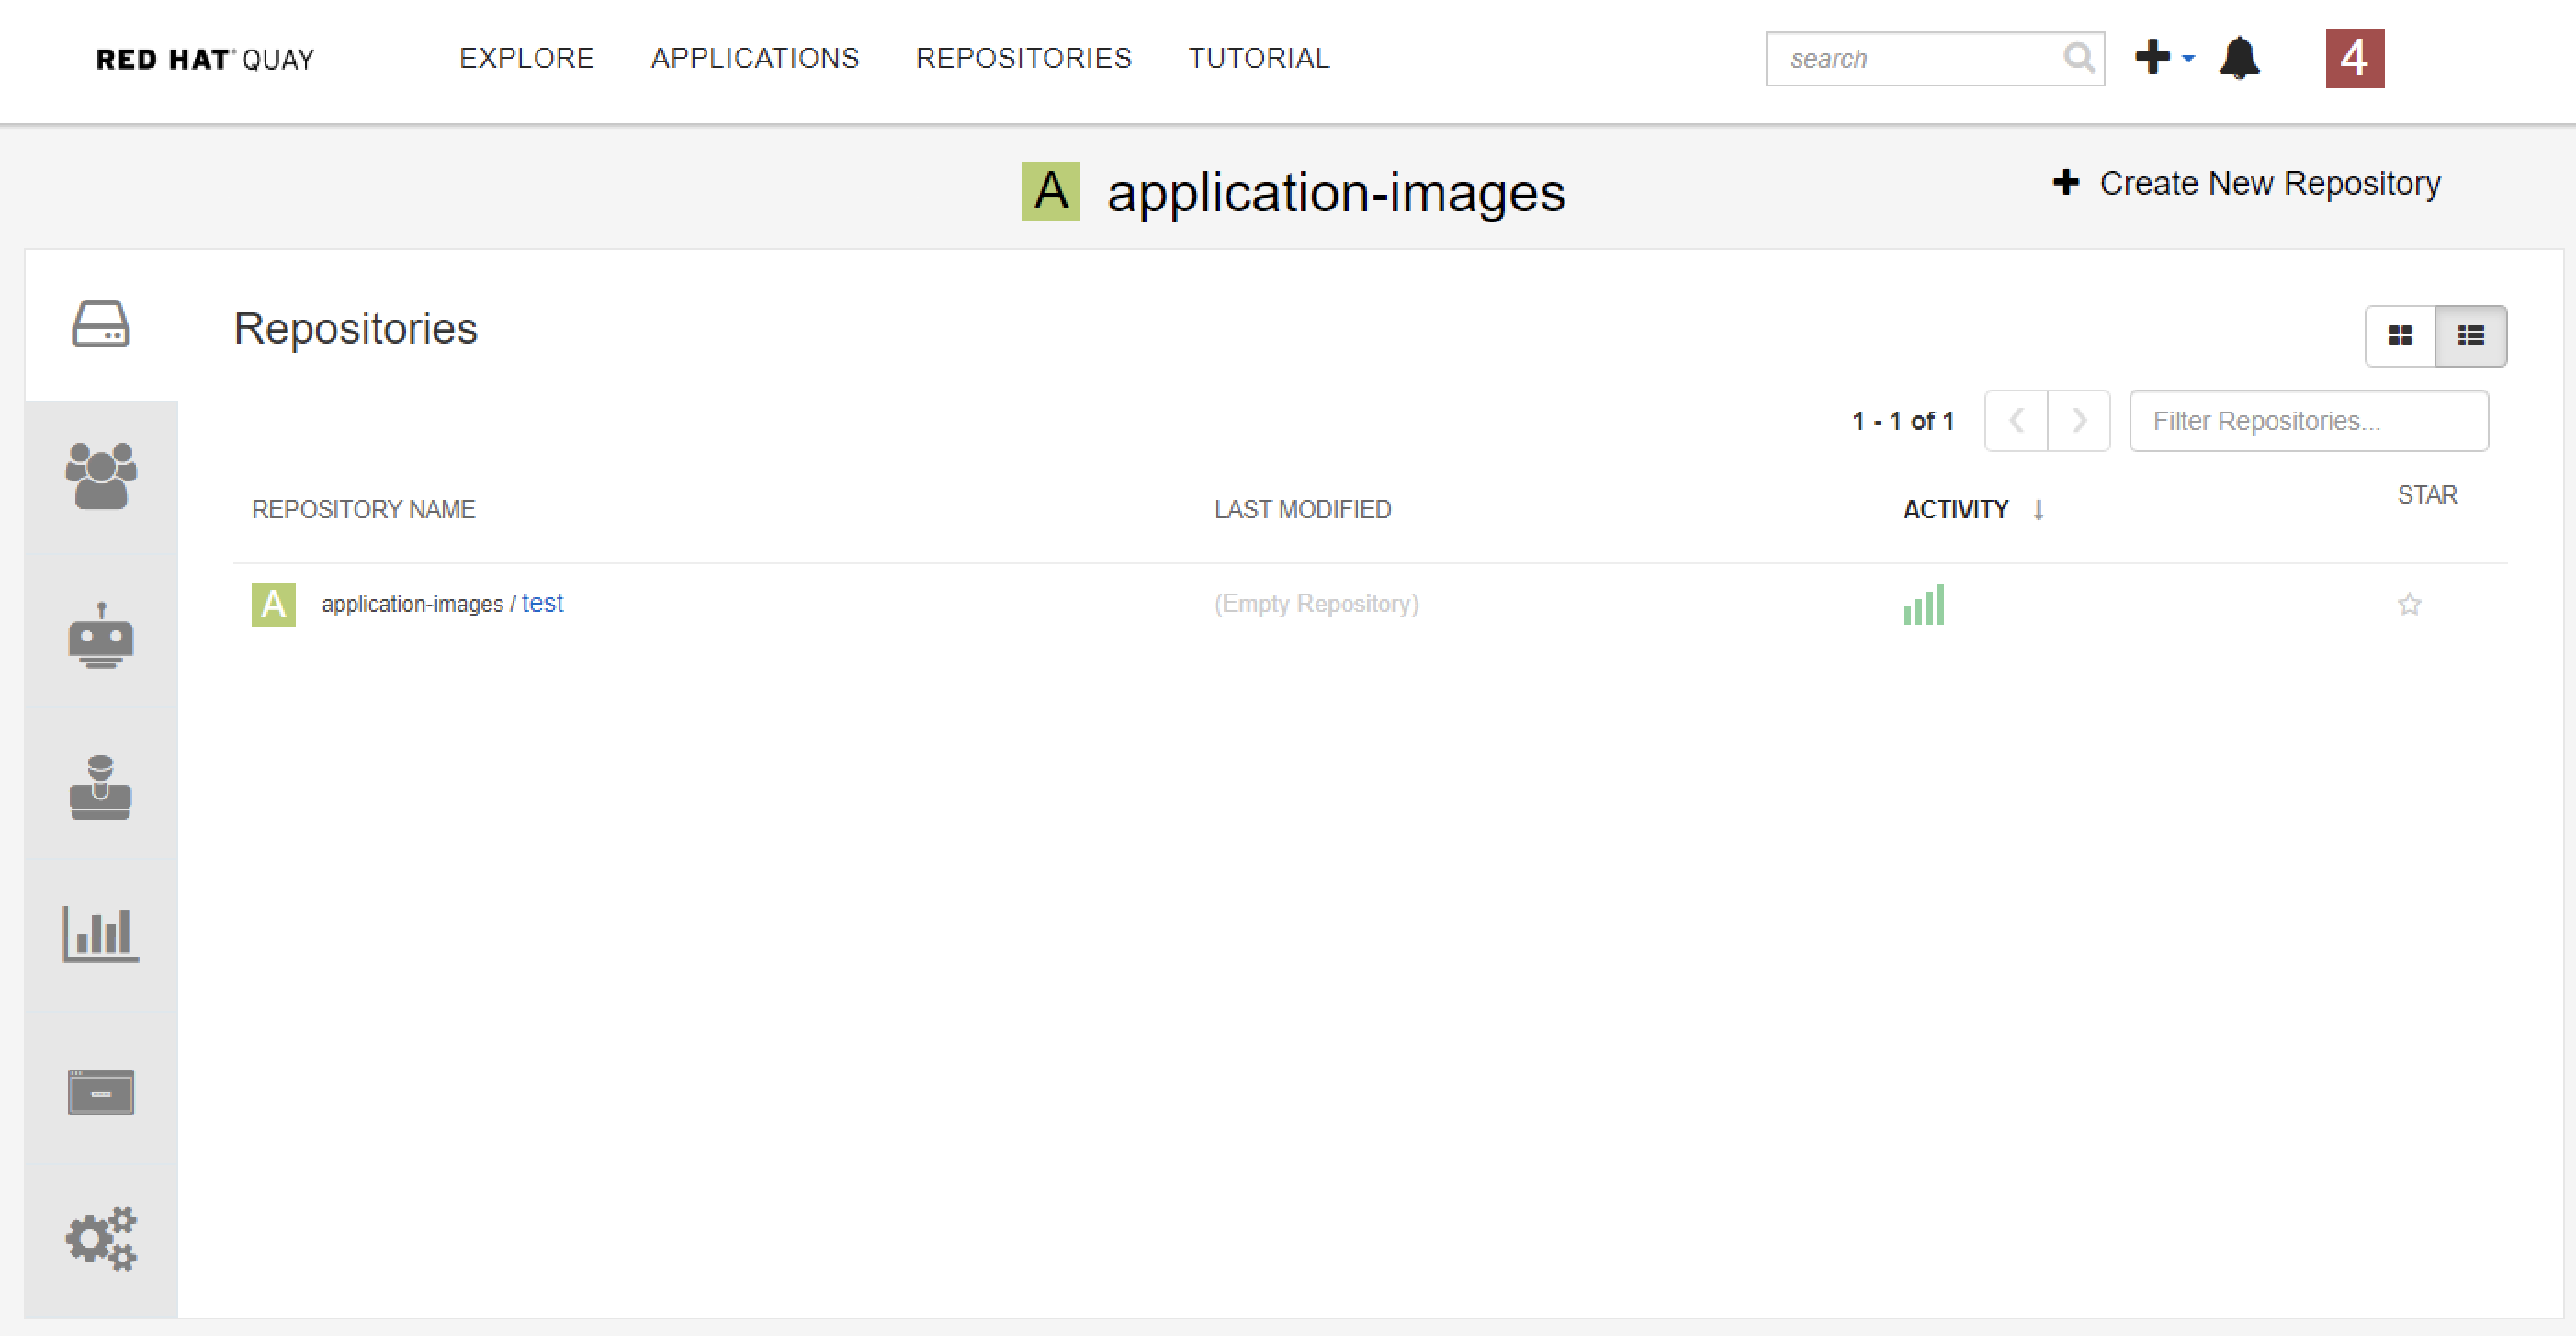 RED HAT® QUAY EXPLORE APPLICATIONS REPOSITORIES TUTORIAL search 4
A application-images Create New Repository
Repositories
1 - 1 of 1 Filter Repositories...
REPOSITORY NAME LAST MODIFIED ACTIVITY STAR
A application-images / test (Empty Repository)